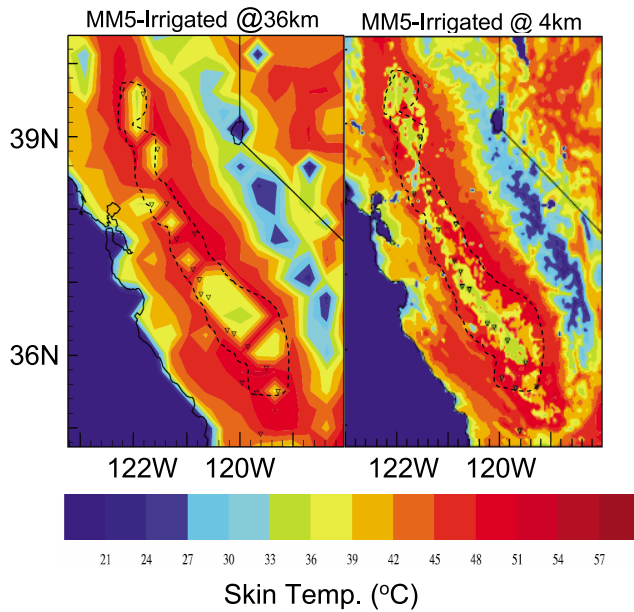 MM5-Irrigated @36km MM5-Irrigated @ 4km
39N
36N
122W 120W 122W 120W
21 24 27 30 33 36 39 42 45 48 51 54 57
Skin Temp. (°C)